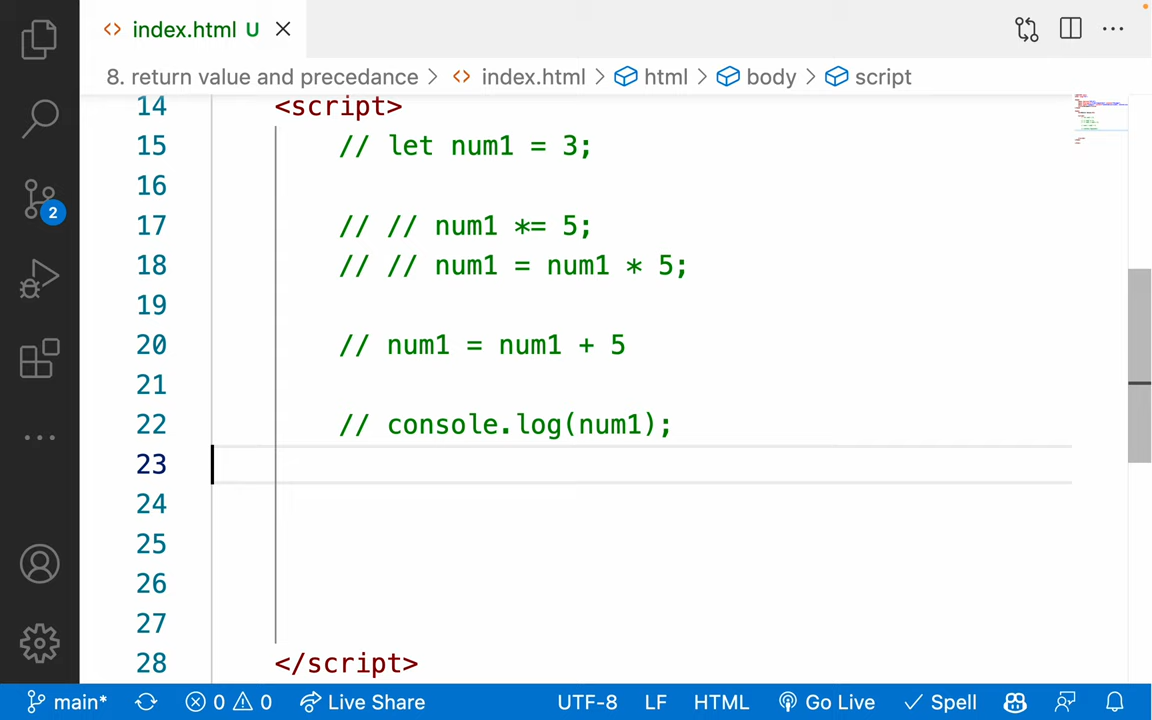 index.html U
8. return value and precedance > index.html > html > body > script
14 <script>
15 // let num1 = 3;
16
17 // // num1 *= 5;
18 // // num1 = num1 * 5;
19
20 // num1 = num1 + 5
21
22 // console.log(num1);
23
24
25
26
27
28 </script>
2
main* 0 0 Live Share UTF-8 LF HTML Go Live Spell